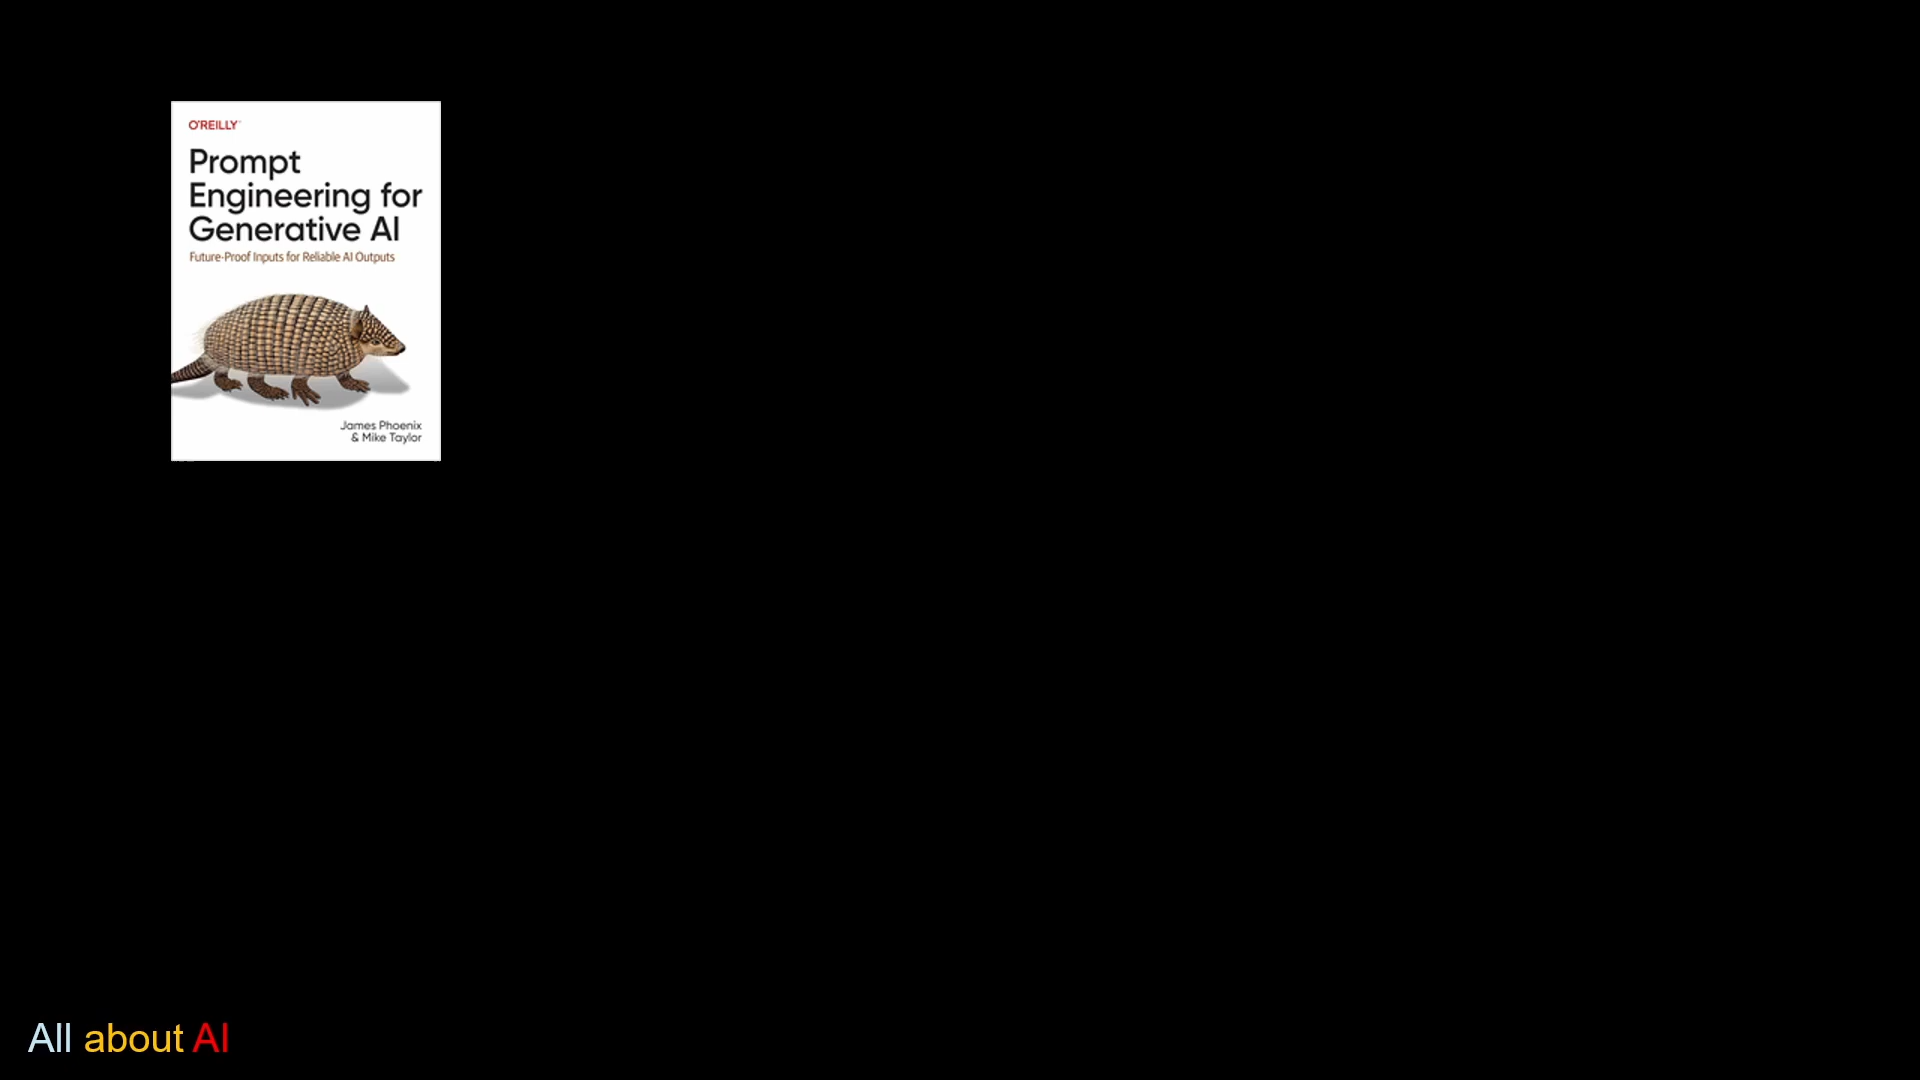 O'REILLY
Prompt
Engineering for
Generative AI
Future-Proof Inputs for Reliable AI Outputs
James Phoenix
& Mike Taylor
All about AI